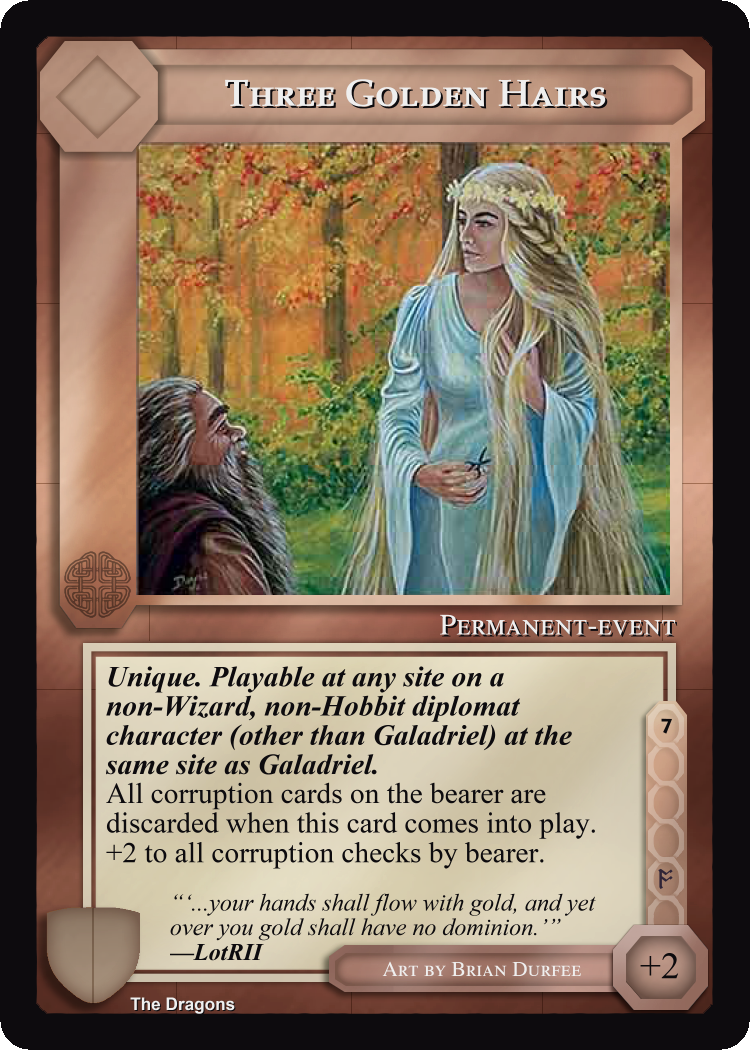 Three Golden Hairs
Durfee
Permanent-event
Unique. Playable at any site on a
non-Wizard, non-Hobbit diplomat
character (other than Galadriel) at the
same site as Galadriel.
All corruption cards on the bearer are
discarded when this card comes into play.
+2 to all corruption checks by bearer.
7
“‘...your hands shall flow with gold, and yet
over you gold shall have no dominion.’”
—LotRII
Art by Brian Durfee
+2
The Dragons